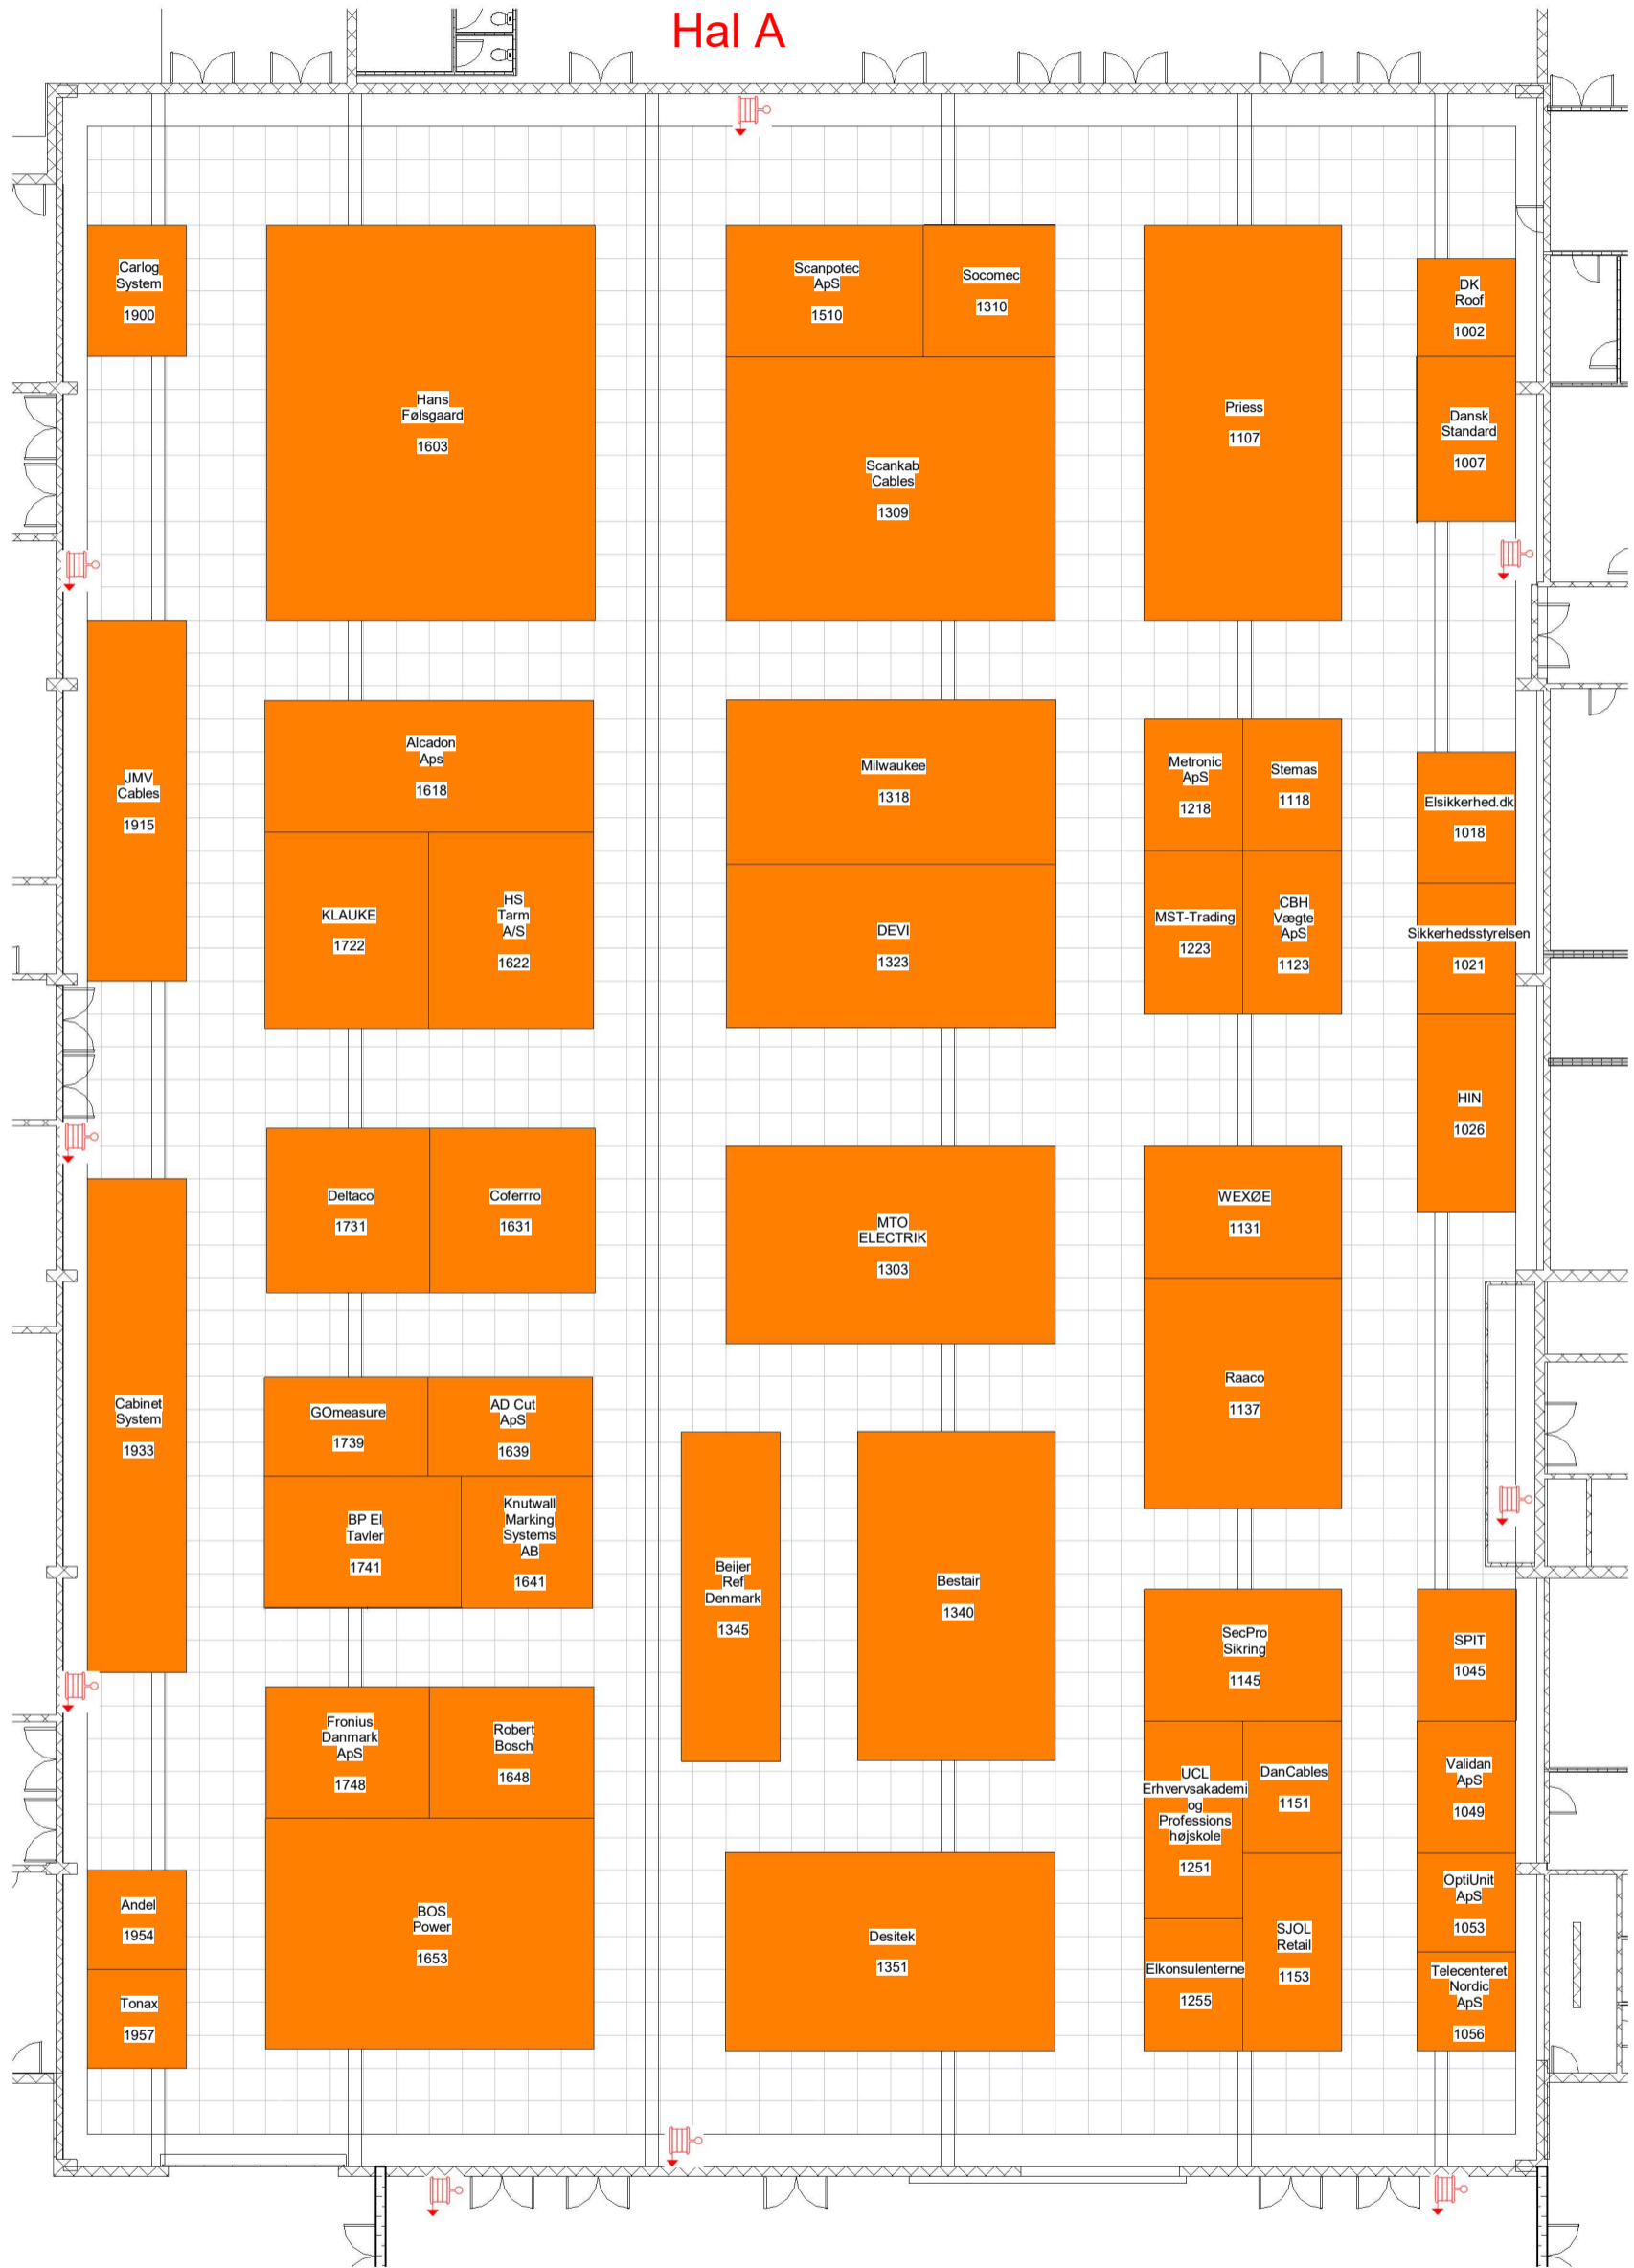 Hal A
Carlog
System
1900
Hans
Følsgaard
1603
Scanpotec
ApS
1510
Socomec
1310
Scankab
Cables
1309
Priess
1107
DK
Roof
1002
Dansk
Standard
1007
JMV
Cables
1915
Alcadon
Aps
1618
KLAUKE
1722
HS
Tarm
A/S
1622
Milwaukee
1318
DEVI
1323
Metronic
ApS
1218
Stemas
1118
MST-Trading
1223
CBH
Vægte
ApS
1123
Elsikkerhed.dk
1018
Sikkerhedsstyrelsen
1021
HIN
1026
Deltaco
1731
Coferrro
1631
MTO
ELECTRIK
1303
WEXØE
1131
Raaco
1137
Cabinet
System
1933
GOmeasure
1739
AD Cut
ApS
1639
BP El
Tavler
1741
Knutwall
Marking
Systems
AB
1641
Beijer
Ref
Denmark
1345
Bestair
1340
SecPro
Sikring
1145
SPIT
1045
Fronius
Danmark
ApS
1748
Robert
Bosch
1648
UCL
Erhvervsakademi
og
Professions
højskole
1251
DanCables
1151
Validan
ApS
1049
Andel
1954
Tonax
1957
BOS
Power
1653
Desitek
1351
Elkonsulenterne
1255
SJOL
Retail
1153
OptiUnit
ApS
1053
Telecenteret
Nordic
ApS
1056